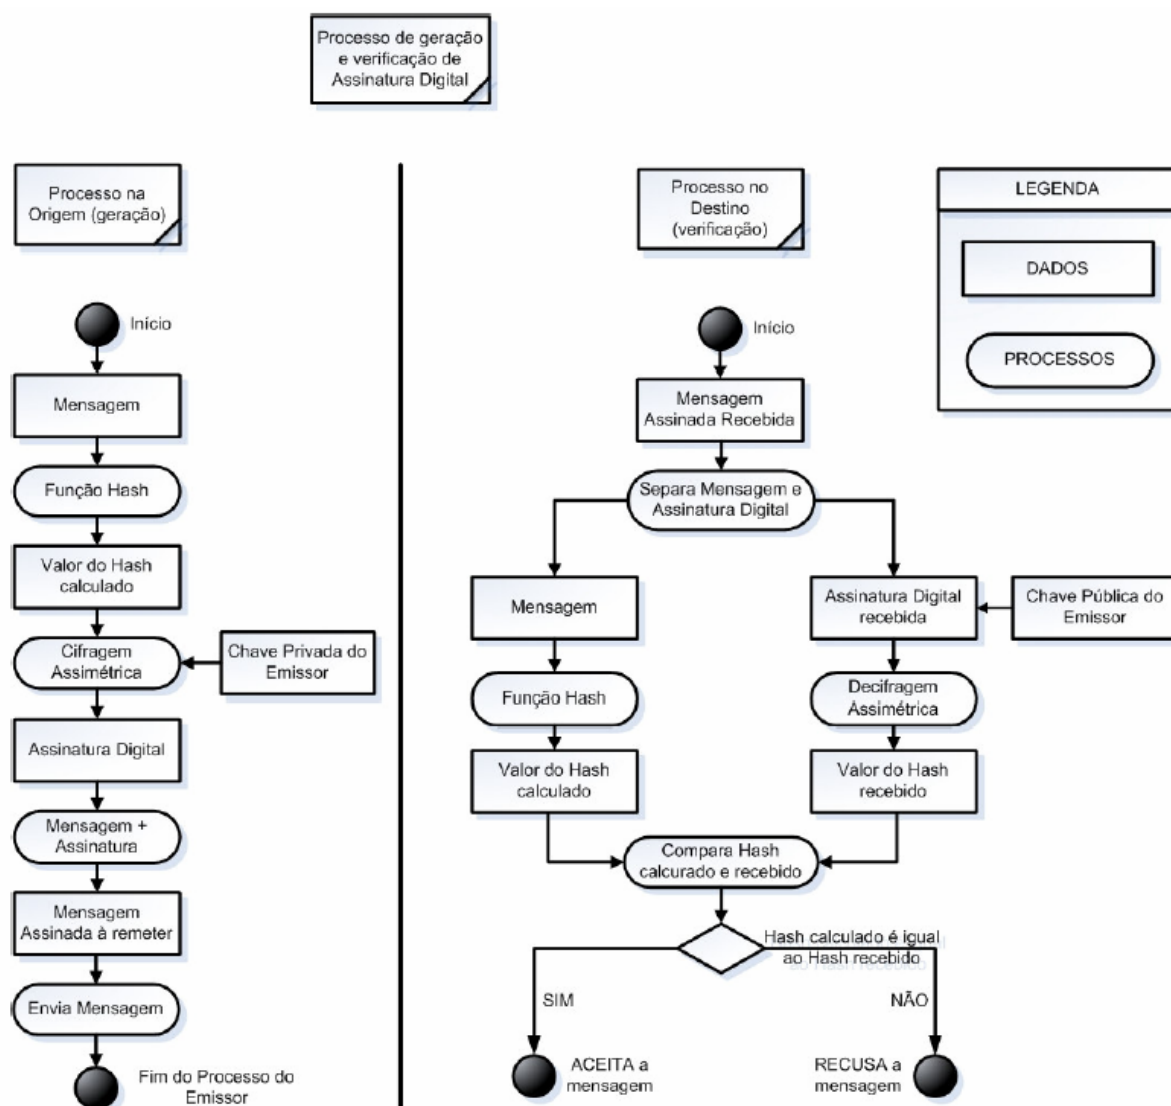 Processo de geração
e verificação de
Assinatura Digital
Processo na
Origem (geração)
Início
Mensagem
Função Hash
Valor do Hash
calculado
Cifragem
Assimétrica
Chave Privada do
Emissor
Assinatura Digital
Mensagem +
Assinatura
Mensagem
Assinada à remeter
Envia Mensagem
Fim do Processo do
Emissor
Processo no
Destino
(verificação)
Início
Mensagem
Assinada Recebida
Separa Mensagem e
Assinatura Digital
Mensagem
Função Hash
Valor do Hash
calculado
Assinatura Digital
recebida
Chave Pública do
Emissor
Decifragem
Assimétrica
Valor do Hash
recebido
Compara Hash
calcurado e recebido
Hash calculado é igual
ao Hash recebido
SIM
NÃO
ACEITA a
mensagem
RECUSA a
mensagem
LEGENDA
DADOS
PROCESSOS